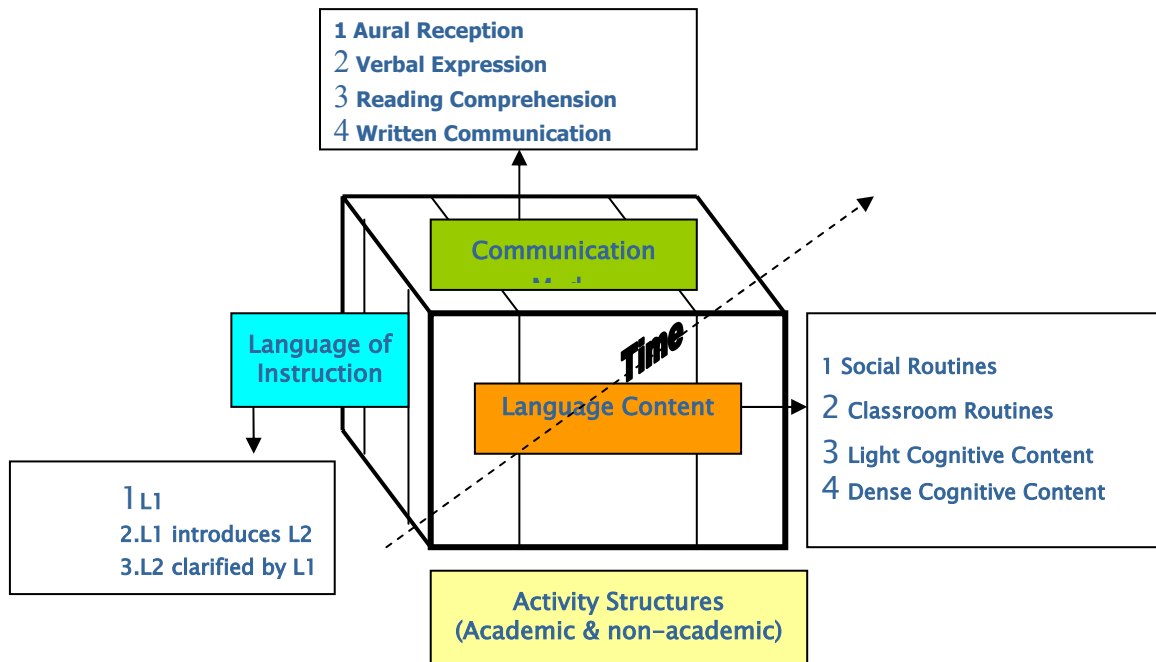 1 Aural Reception
2 Verbal Expression
3 Reading Comprehension
4 Written Communication
Communication
Language of
Instruction
Time
Language Content
1 Social Routines
2 Classroom Routines
3 Light Cognitive Content
4 Dense Cognitive Content
1 L1
2.L1 introduces L2
3.L2 clarified by L1
Activity Structures
(Academic & non-academic)